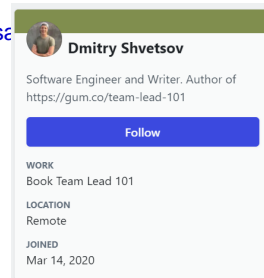 Dmitry Shvetsov
Software Engineer and Writer. Author of
https://gum.co/team-lead-101
Follow
WORK
Book Team Lead 101
LOCATION
Remote
JOINED
Mar 14, 2020